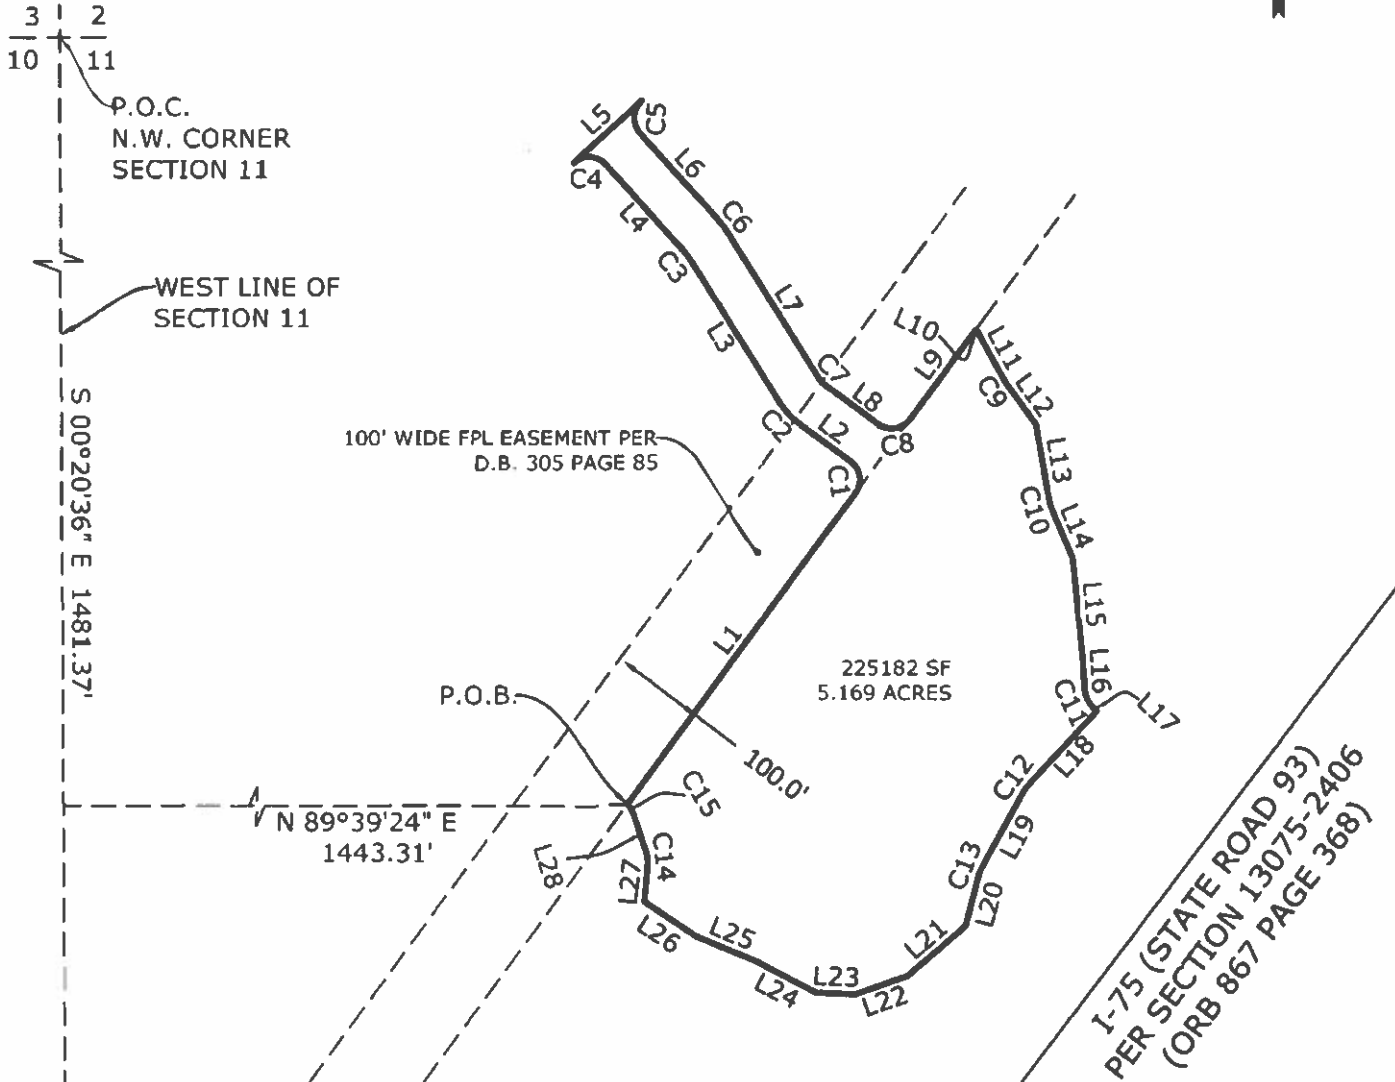 3 2
10 11
P.O.C.
N.W. CORNER
SECTION 11
WEST LINE OF
SECTION 11
S 00°20'36" E 1481.37'
L5
C5
C4
L6
L4
C6
C3
L7
L3
L10
L11
L9
C7
L12
C9
L8
C2
L2
C8
100' WIDE FPL EASEMENT PER
D.B. 305 PAGE 85
C1
L13
C10
L14
L15
L1
225182 SF
5.169 ACRES
L16
C11
L17
P.O.B.
L18
100.0'
C12
C15
N 89°39'24" E
1443.31'
L19
C14
C13
L28
L27
L20
L26
L25
L21
L24
L23
L22
I-75 (STATE ROAD 93)
PER SECTION 13075-2406
(ORB 867 PAGE 368)